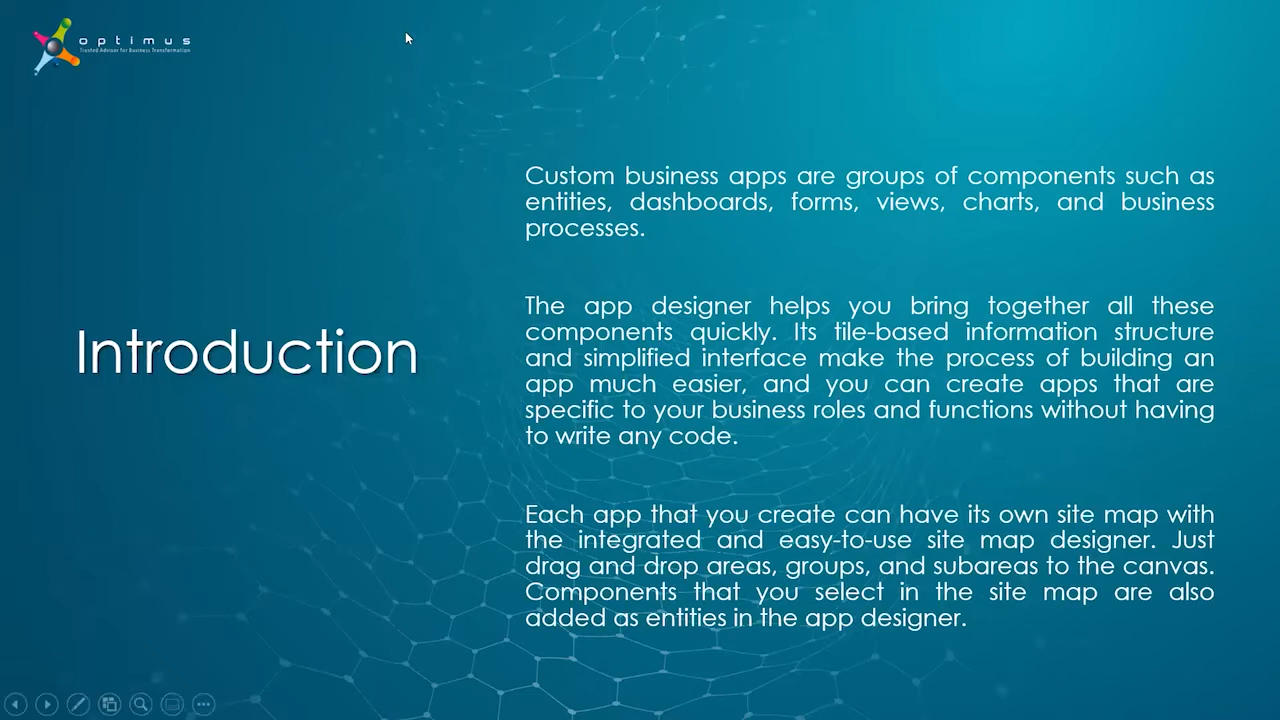 optimus
Trusted Advisor for Business Transformation
Custom business apps are groups of components such as
entities, dashboards, forms, views, charts, and business
processes.
Introduction
The app designer helps you bring together all these
components quickly. Its tile-based information structure
and simplified interface make the process of building an
app much easier, and you can create apps that are
specific to your business roles and functions without having
to write any code.
Each app that you create can have its own site map with
the integrated and easy-to-use site map designer. Just
drag and drop areas, groups, and subareas to the canvas.
Components that you select in the site map are also
added as entities in the app designer.